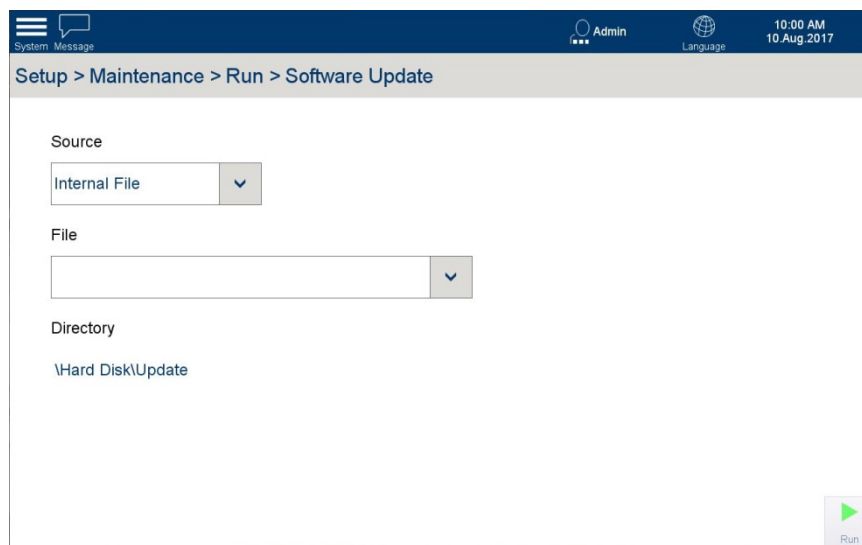 System Message
Admin
Language
10:00 AM
10.Aug.2017
Setup > Maintenance > Run > Software Update
Source
Internal File
File
Directory
\Hard Disk\Update
Run